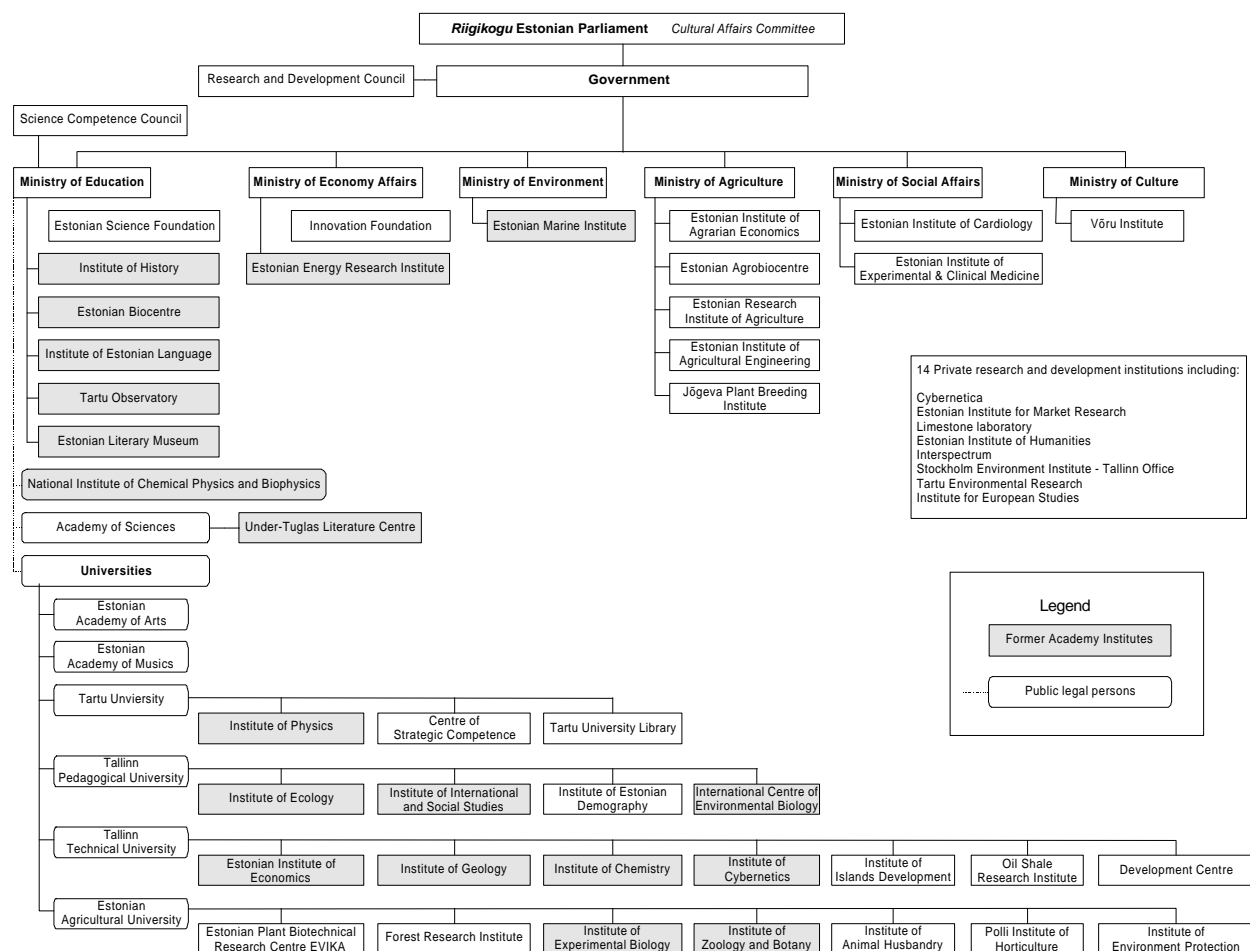 Riigikogu Estonian Parliament Cultural Affairs Committee
Research and Development Council
Government
Science Competence Council
Ministry of Education
Ministry of Economy Affairs
Ministry of Environment
Ministry of Agriculture
Ministry of Social Affairs
Ministry of Culture
Estonian Science Foundation
Institute of History
Estonian Biocentre
Institute of Estonian Language
Tartu Observatory
Estonian Literary Museum
Innovation Foundation
Estonian Energy Research Institute
Estonian Marine Institute
Estonian Institute of
Agrarian Economics
Estonian Agrobiocentre
Estonian Research
Institute of Agriculture
Estonian Institute of
Agricultural Engineering
Jõgeva Plant Breeding
Institute
Estonian Institute of Cardiology
Estonian Institute of
Experimental & Clinical Medicine
Võru Institute
14 Private research and development institutions including:
Cybernetica
Estonian Institute for Market Research
Limestone laboratory
Estonian Institute of Humanities
Interspectrum
Stockholm Environment Institute - Tallinn Office
Tartu Environmental Research
Institute for European Studies
National Institute of Chemical Physics and Biophysics
Academy of Sciences
Under-Tuglas Literature Centre
Universities
Estonian
Academy of Arts
Estonian
Academy of Musics
Tartu Unviersity
Institute of Physics
Centre of
Strategic Competence
Tartu University Library
Tallinn
Pedagogical University
Institute of Ecology
Institute of International
and Social Studies
Institute of Estonian
Demography
International Centre of
Environmental Biology
Tallinn
Technical University
Estonian Institute of
Economics
Institute of Geology
Institute of Chemistry
Institute of
Cybernetics
Institute of
Islands Development
Oil Shale
Research Institute
Development Centre
Estonian
Agricultural University
Estonian Plant Biotechnical
Research Centre EVIKA
Forest Research Institute
Institute of
Experimental Biology
Institute of
Zoology and Botany
Institute of
Animal Husbandry
Polli Institute of
Horticulture
Institute of
Environment Protection
Legend
Former Academy Institutes
Public legal persons